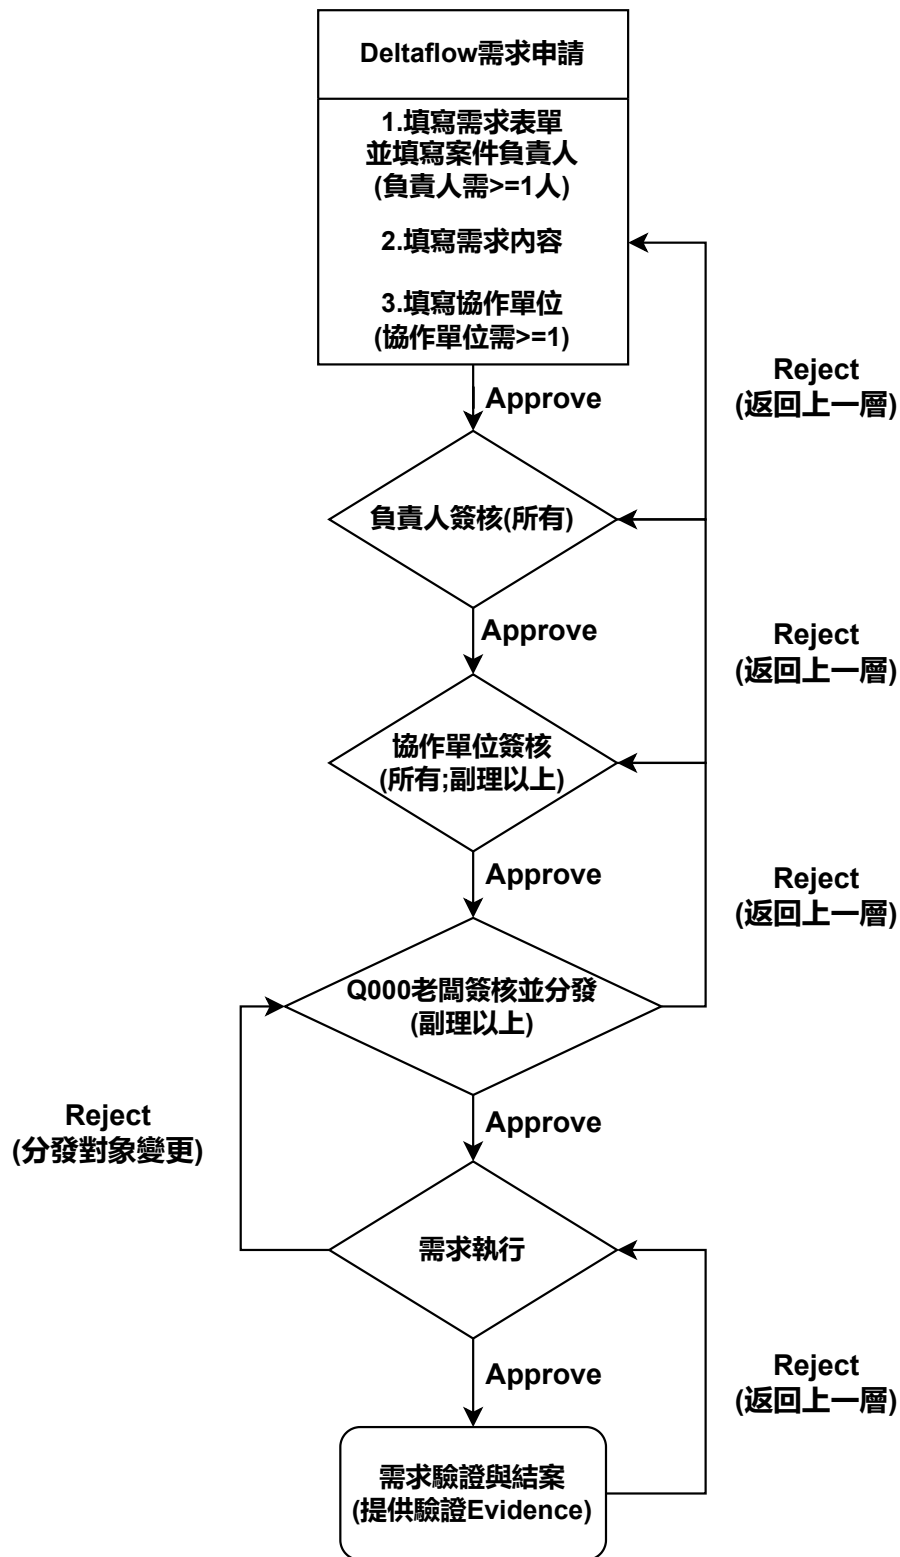 Deltaflow需求申請
1.填寫需求表單
並填寫案件負責人
(負責人需>=1人)
2.填寫需求内容
3.填寫協作單位
(協作單位需>=1)
Reject
(返回上一層)
Approve
負責人簽核(所有)
Approve
Reject
(返回上一層)
協作單位簽核
(所有;副理以上)
Approve
Reject
(返回上一層)
Q000老闆簽核並分發
(副理以上)
Reject
(分發對象變更)
Approve
需求執行
Approve
Reject
(返回上一層)
需求驗證與結案
(提供驗證Evidence)